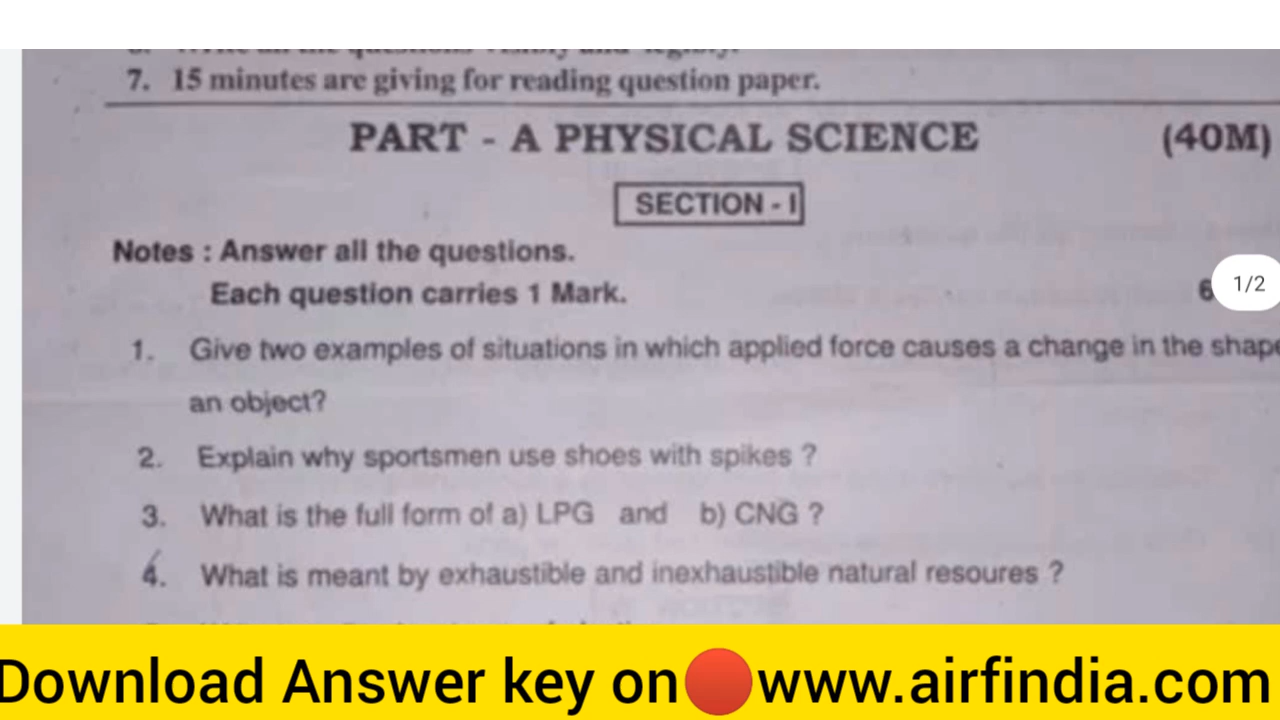 7. 15 minutes are giving for reading question paper.
PART - A PHYSICAL SCIENCE (40M)
SECTION - I
Notes : Answer all the questions.
Each question carries 1 Mark. 6
1/2
1. Give two examples of situations in which applied force causes a change in the shape
an object?
2. Explain why sportsmen use shoes with spikes ?
3. What is the full form of a) LPG and b) CNG ?
4. What is meant by exhaustible and inexhaustible natural resoures ?
Download Answer key on www.airfindia.com